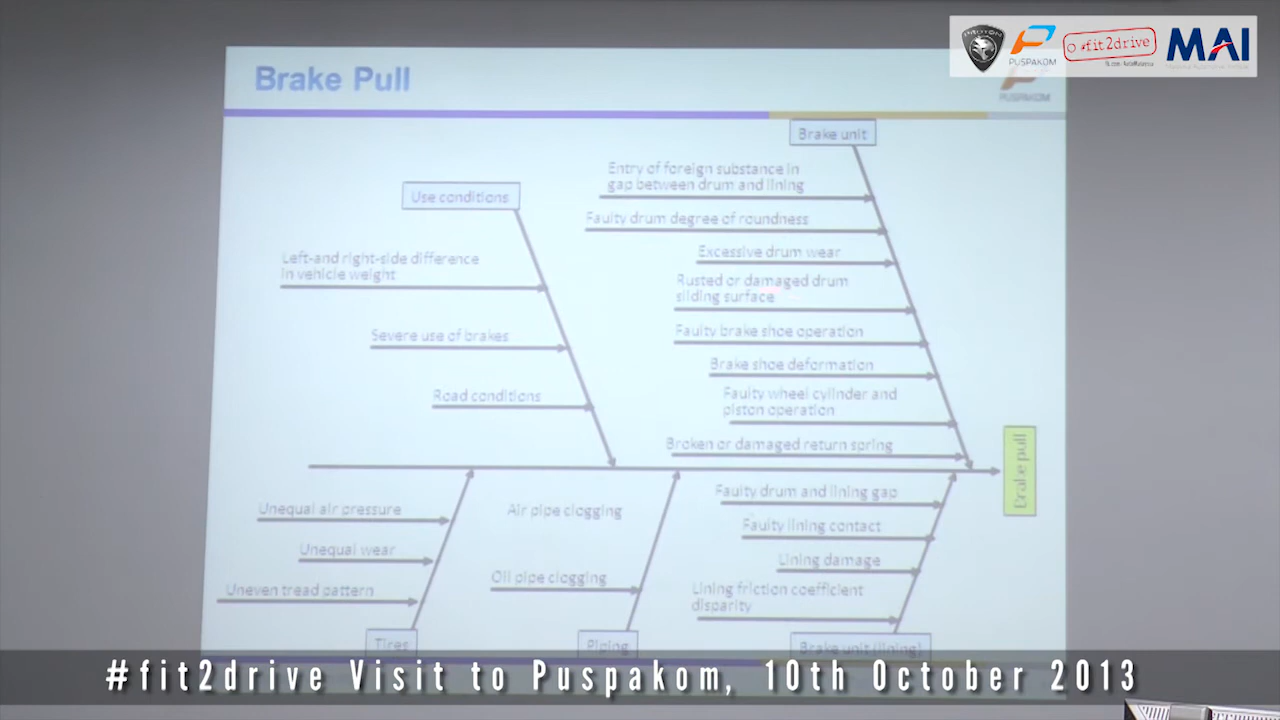 PROTON
PUSPAKOM
#fit2drive
MAI
Brake Pull
PUSPAKOM
Brake unit
Entry of foreign substance in
gap between drum and lining
Use conditions
Faulty drum degree of roundness
Excessive drum wear
Left-and right-side difference
in vehicle weight
Rusted or damaged drum
sliding surface
Severe use of brakes
Faulty brake shoe operation
Brake shoe deformation
Road conditions
Faulty wheel cylinder and
piston operation
Broken or damaged return spring
Brake pull
Unequal air pressure
Air pipe clogging
Faulty drum and lining gap
Faulty lining contact
Unequal wear
Lining damage
Uneven tread pattern
Oil pipe clogging
Lining friction coefficient
disparity
Tires
Piping
Brake unit (lining)
#fit2drive Visit to Puspakom, 10th October 2013